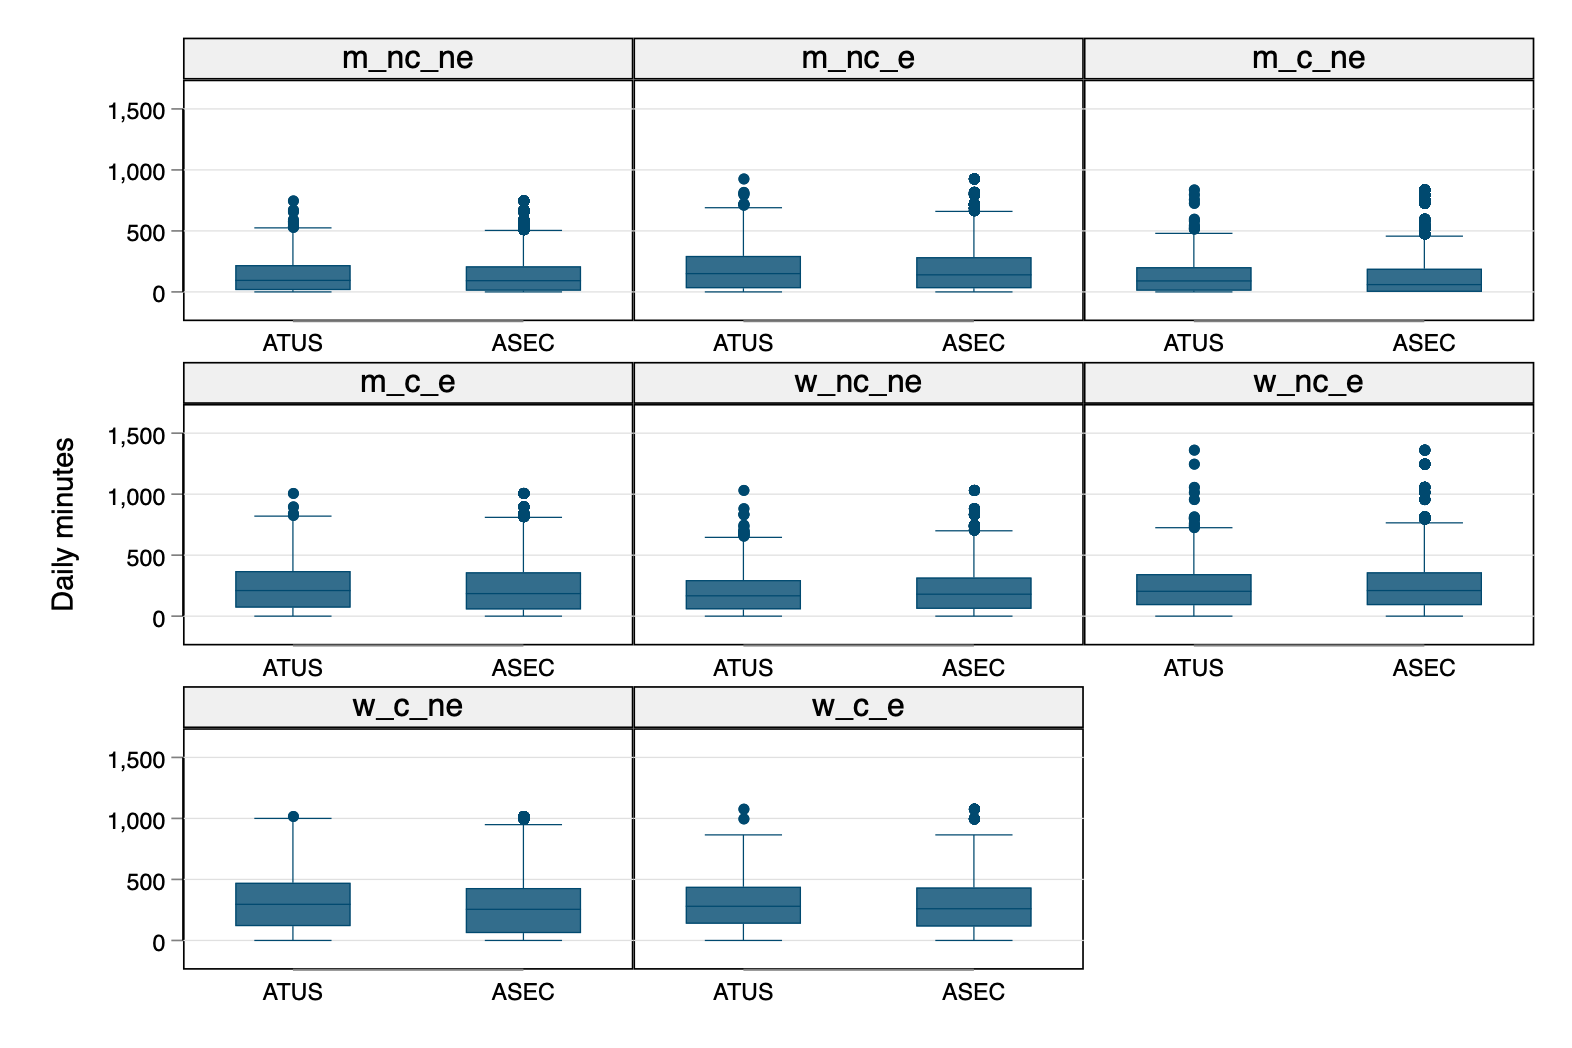 m_nc_ne m_nc_e m_c_ne
1,500
1,000
500
0
ATUS ASEC ATUS ASEC ATUS ASEC
m_c_e w_nc_ne w_nc_e
Daily minutes
1,500
1,000
500
0
ATUS ASEC ATUS ASEC ATUS ASEC
w_c_ne w_c_e
1,500
1,000
500
0
ATUS ASEC ATUS ASEC